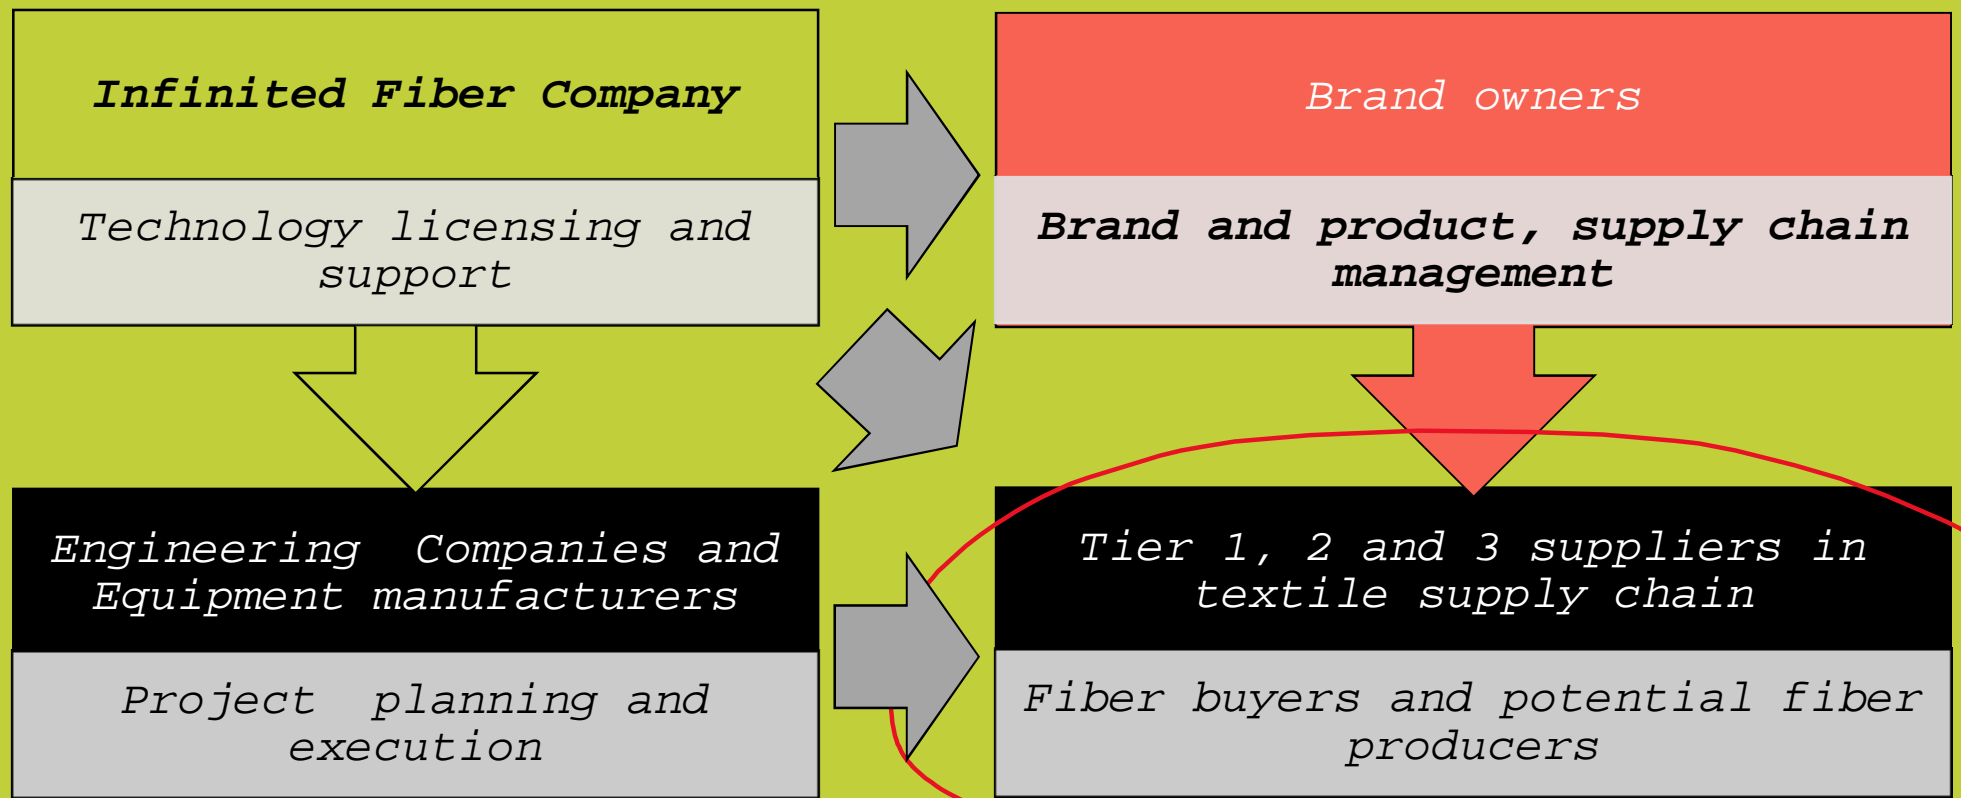 Infinited Fiber Company
Technology licensing and
support
Brand owners
Brand and product, supply chain
management
Engineering  Companies and
Equipment manufacturers
Project  planning and
execution
Tier 1, 2 and 3 suppliers in
textile supply chain
Fiber buyers and potential fiber
producers